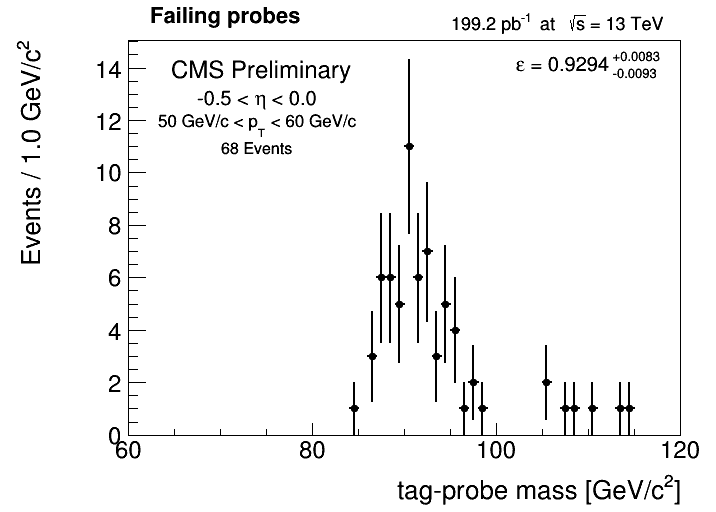 Failing probes
199.2 pb⁻¹ at √s = 13 TeV
CMS Preliminary
-0.5 < η < 0.0
50 GeV/c < p_T < 60 GeV/c
68 Events
ε = 0.9294 +0.0083 -0.0093
Events / 1.0 GeV/c²
14
12
10
8
6
4
2
0
60 80 100 120
tag-probe mass [GeV/c²]